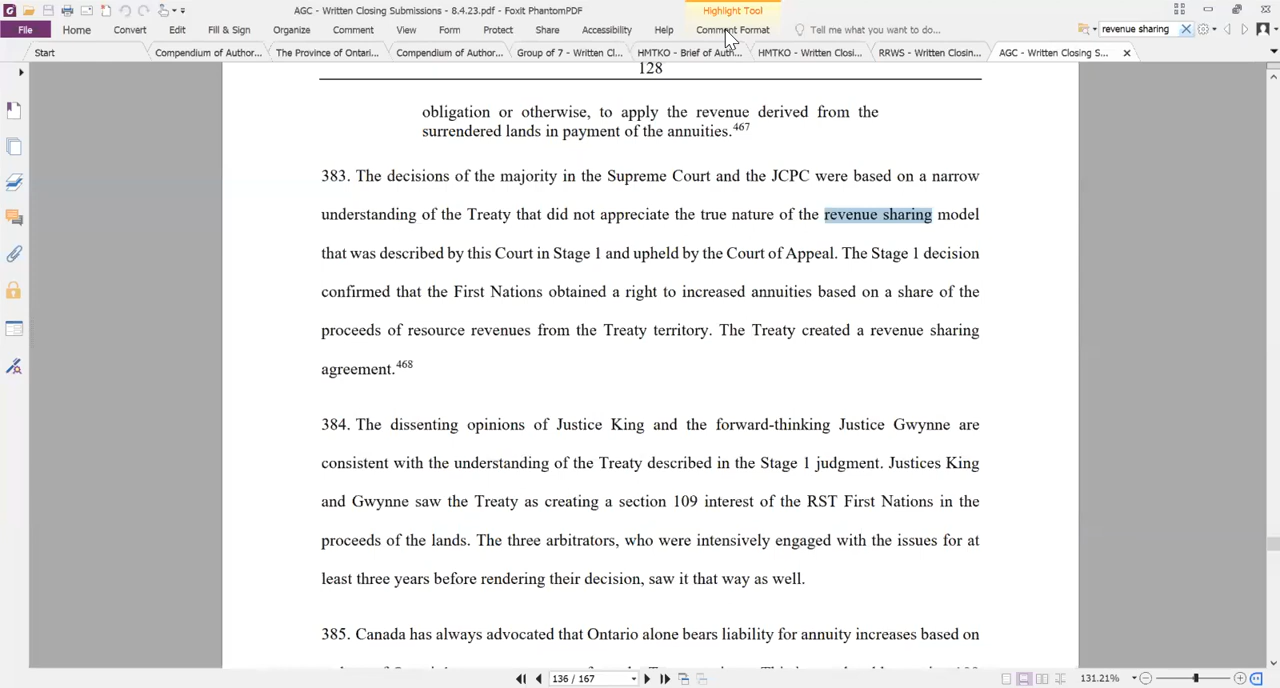 AGC - Written Closing Submissions - 8.4.23.pdf - Foxit PhantomPDF
Highlight Tool
File Home Convert Edit Fill & Sign Organize Comment View Form Protect Share Accessibility Help Comment Format Tell me what you want to do... revenue sharing
Start Compendium of Author... The Province of Ontari... Compendium of Author... Group of 7 - Written Cl... HMTKO - Brief of Auth... HMTKO - Written Closi... RRWS - Written Closin... AGC - Written Closing S...
128
obligation or otherwise, to apply the revenue derived from the
surrendered lands in payment of the annuities.467
383. The decisions of the majority in the Supreme Court and the JCPC were based on a narrow
understanding of the Treaty that did not appreciate the true nature of the revenue sharing model
that was described by this Court in Stage 1 and upheld by the Court of Appeal. The Stage 1 decision
confirmed that the First Nations obtained a right to increased annuities based on a share of the
proceeds of resource revenues from the Treaty territory. The Treaty created a revenue sharing
agreement.468
384. The dissenting opinions of Justice King and the forward-thinking Justice Gwynne are
consistent with the understanding of the Treaty described in the Stage 1 judgment. Justices King
and Gwynne saw the Treaty as creating a section 109 interest of the RST First Nations in the
proceeds of the lands. The three arbitrators, who were intensively engaged with the issues for at
least three years before rendering their decision, saw it that way as well.
385. Canada has always advocated that Ontario alone bears liability for annuity increases based on
136 / 167
131.21%